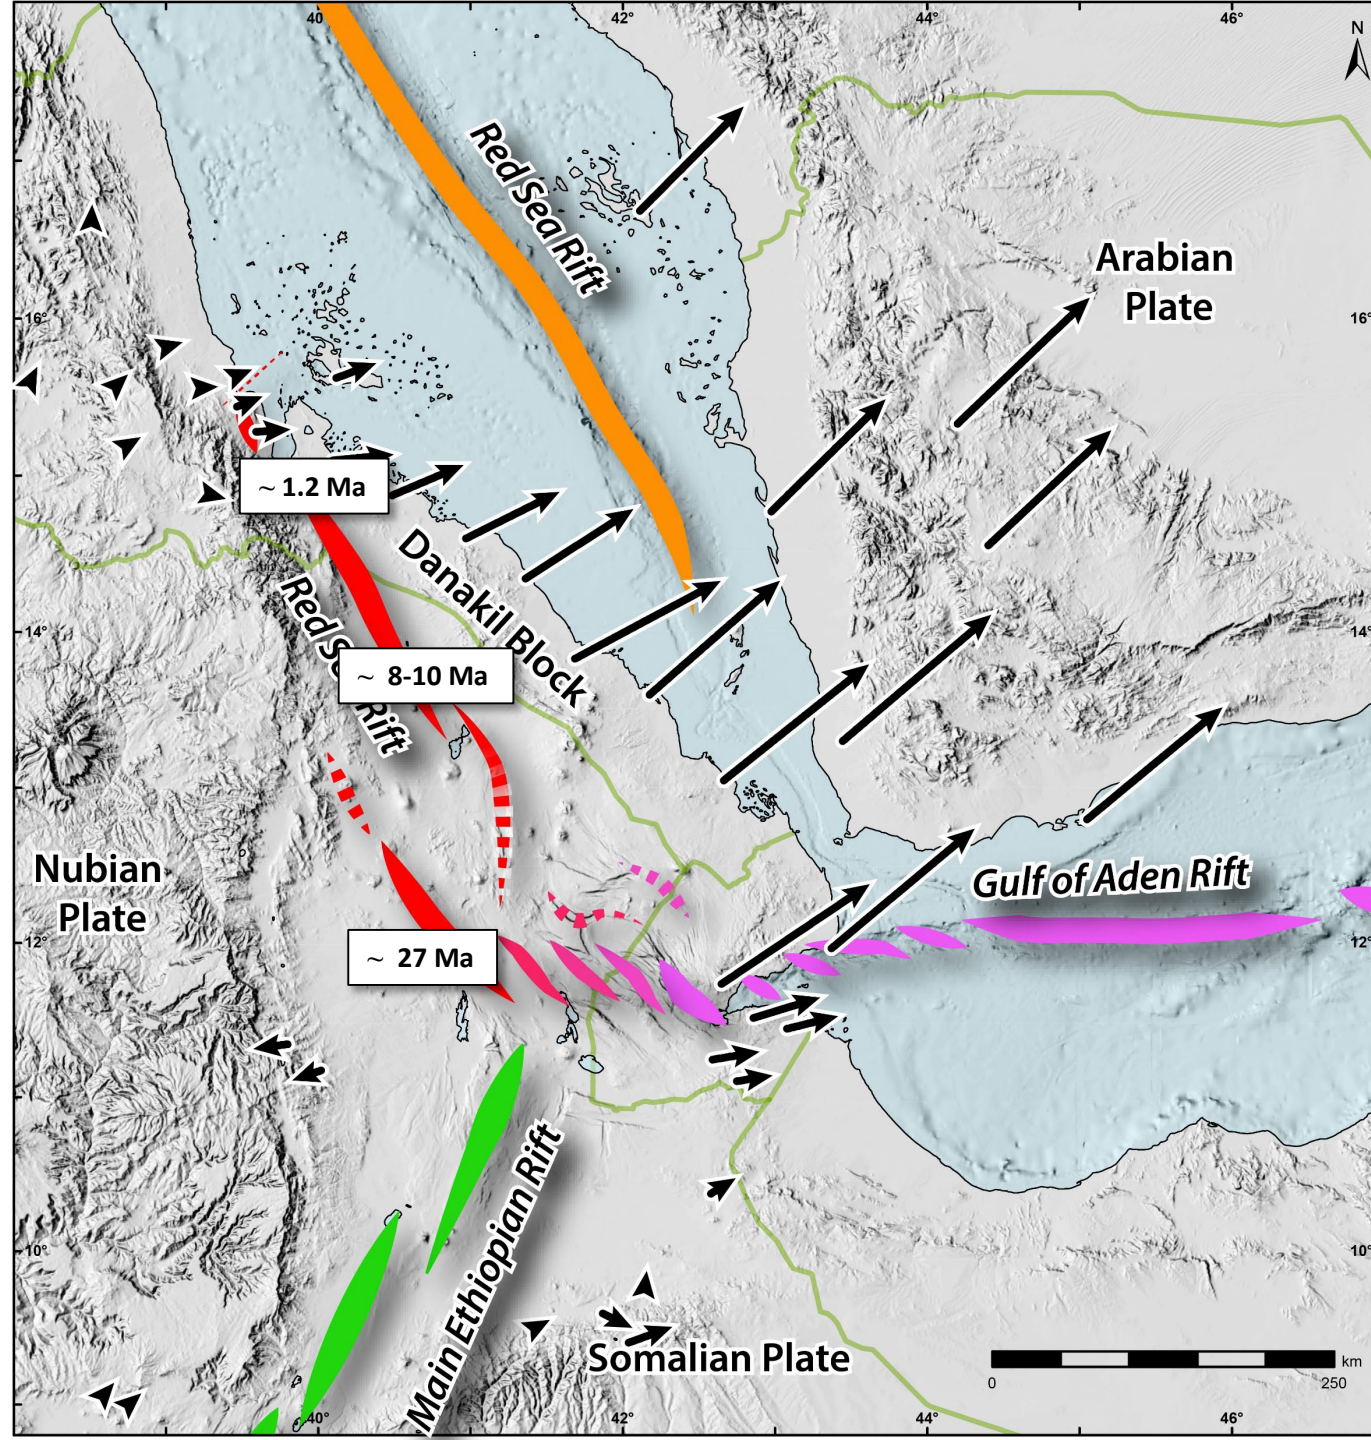 40
42°
44°
46°
N
Red Sea Rift
Arabian
Plate
16°
16°
~ 1.2 Ma
Danakil Block
Red S
Rift
14°
14°
~ 8-10 Ma
Nubian
Plate
Gulf of Aden Rift
12°
12°
~ 27 Ma
Main Ethiopian Rift
10°
10°
Somalian Plate
km
0
250
40°
42°
44°
46°